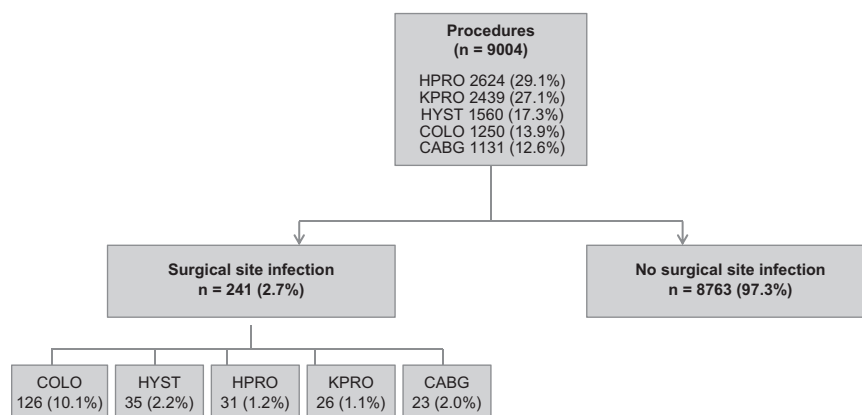 Procedures
(n = 9004)
HPRO 2624 (29.1%)
KPRO 2439 (27.1%)
HYST 1560 (17.3%)
COLO 1250 (13.9%)
CABG 1131 (12.6%)
Surgical site infection
n = 241 (2.7%)
No surgical site infection
n = 8763 (97.3%)
COLO
126 (10.1%)
HYST
35 (2.2%)
HPRO
31 (1.2%)
KPRO
26 (1.1%)
CABG
23 (2.0%)